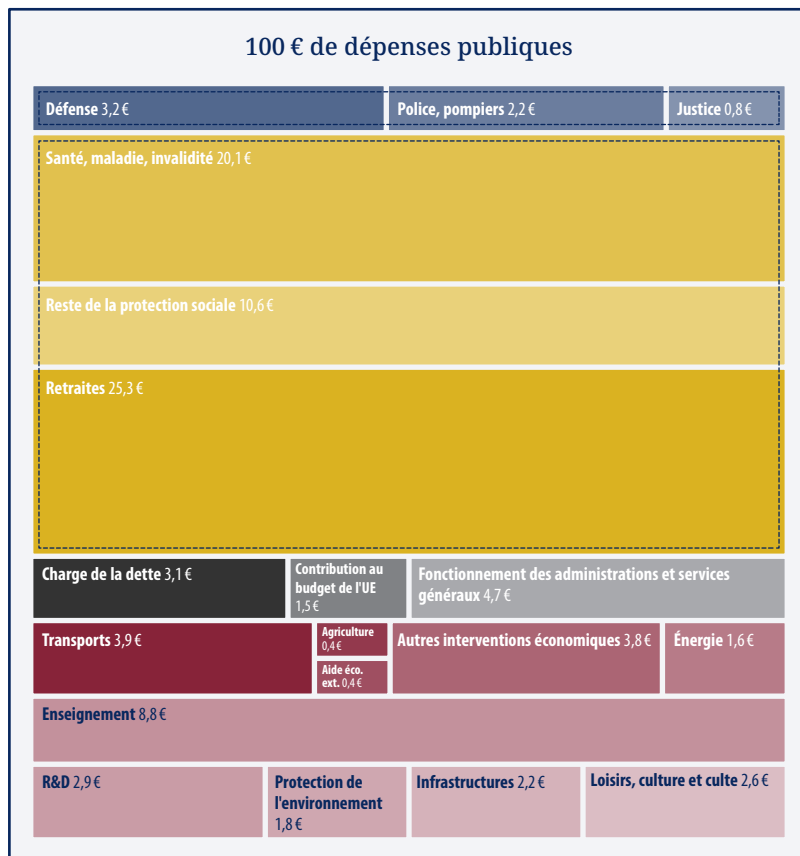 100 € de dépenses publiques
Défense 3,2 €
Police, pompiers 2,2 €
Justice 0,8 €
Santé, maladie, invalidité 20,1 €
Reste de la protection sociale 10,6 €
Retraites 25,3 €
Charge de la dette 3,1 €
Contribution au
budget de l'UE
1,5 €
Fonctionnement des administrations et services
généraux 4,7 €
Transports 3,9 €
Agriculture
0,4 €
Aide éco.
ext. 0,4 €
Autres interventions économiques 3,8 €
Énergie 1,6 €
Enseignement 8,8 €
R&D 2,9 €
Protection de
l'environnement
1,8 €
Infrastructures 2,2 €
Loisirs, culture et culte 2,6 €